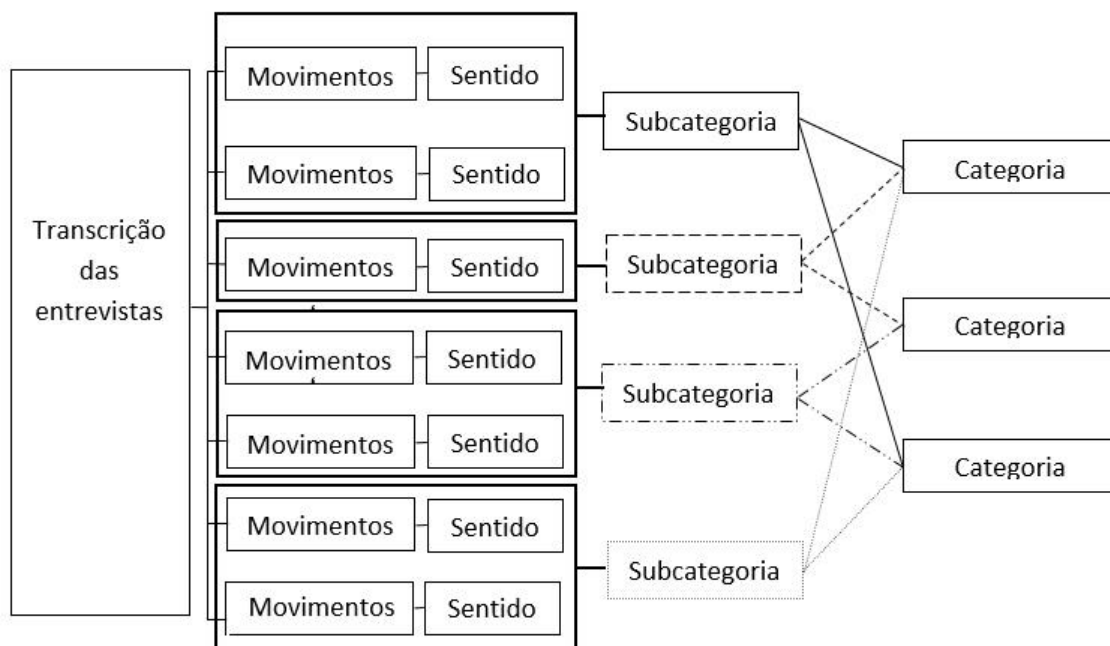 Transcrição
das
entrevistas
Movimentos
Sentido
Movimentos
Sentido
Movimentos
Sentido
Movimentos
Sentido
Movimentos
Sentido
Movimentos
Sentido
Movimentos
Sentido
Subcategoria
Subcategoria
Subcategoria
Subcategoria
Categoria
Categoria
Categoria